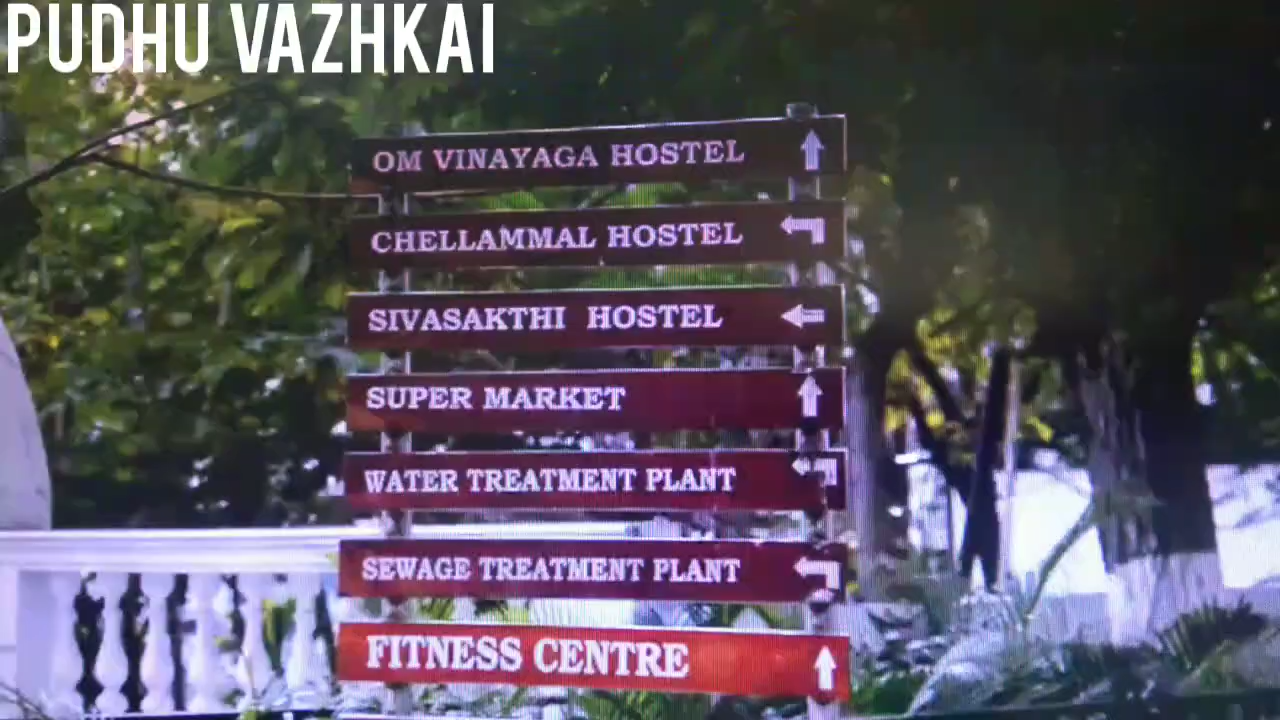 PUDHU VAZHKAI
OM VINAYAGA HOSTEL
CHELLAMMAL HOSTEL
SIVASAKTHI HOSTEL
SUPER MARKET
WATER TREATMENT PLANT
SEWAGE TREATMENT PLANT
FITNESS CENTRE